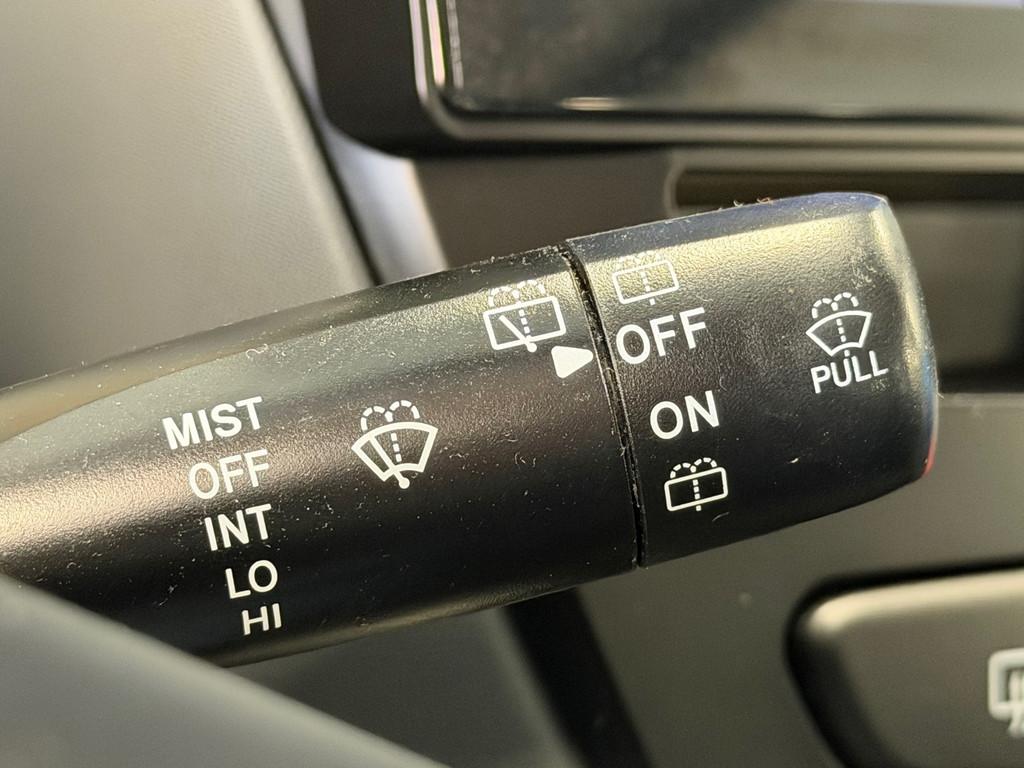 MIST
OFF
INT
LO
HI
OFF
ON
PULL